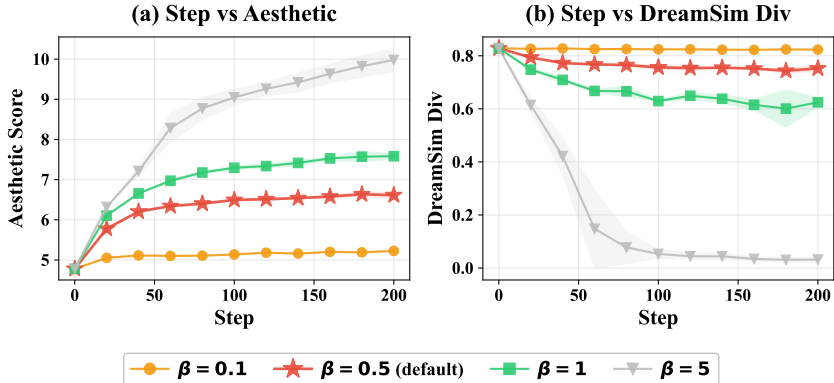 (a) Step vs Aesthetic
(b) Step vs DreamSim Div
Aesthetic Score
10
9
8
7
6
5
0
50
100
150
200
Step
DreamSim Div
0.8
0.6
0.4
0.2
0.0
0
50
100
150
200
Step
β = 0.1
β = 0.5 (default)
β = 1
β = 5